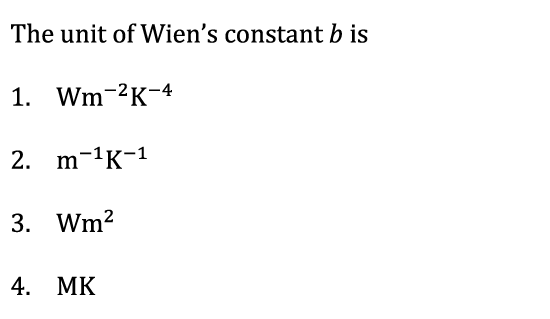 The unit of Wien’s constant b is
1. Wm⁻²K⁻⁴
2. m⁻¹K⁻¹
3. Wm²
4. MK